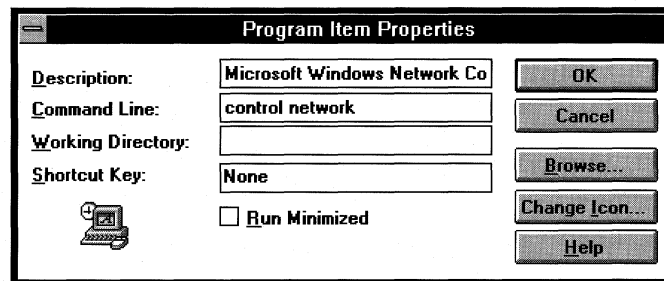 Program Item Properties
Description: Microsoft Windows Network Co
Command Line: control network
Working Directory:
Shortcut Key: None
Run Minimized
OK
Cancel
Browse...
Change Icon...
Help